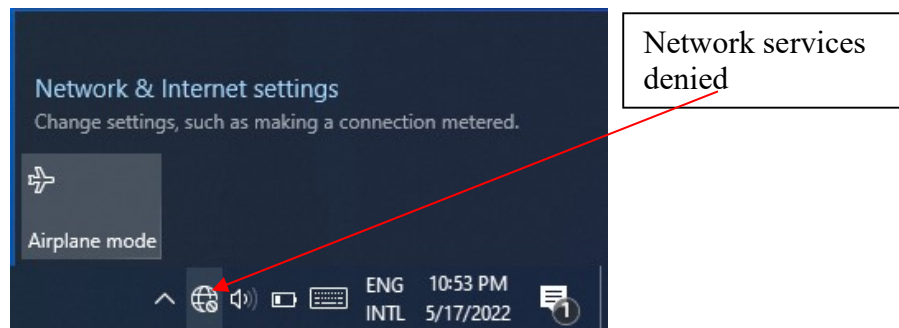 Network services
denied
Network & Internet settings
Change settings, such as making a connection metered.
Airplane mode
ENG 10:53 PM
INTL 5/17/2022
1